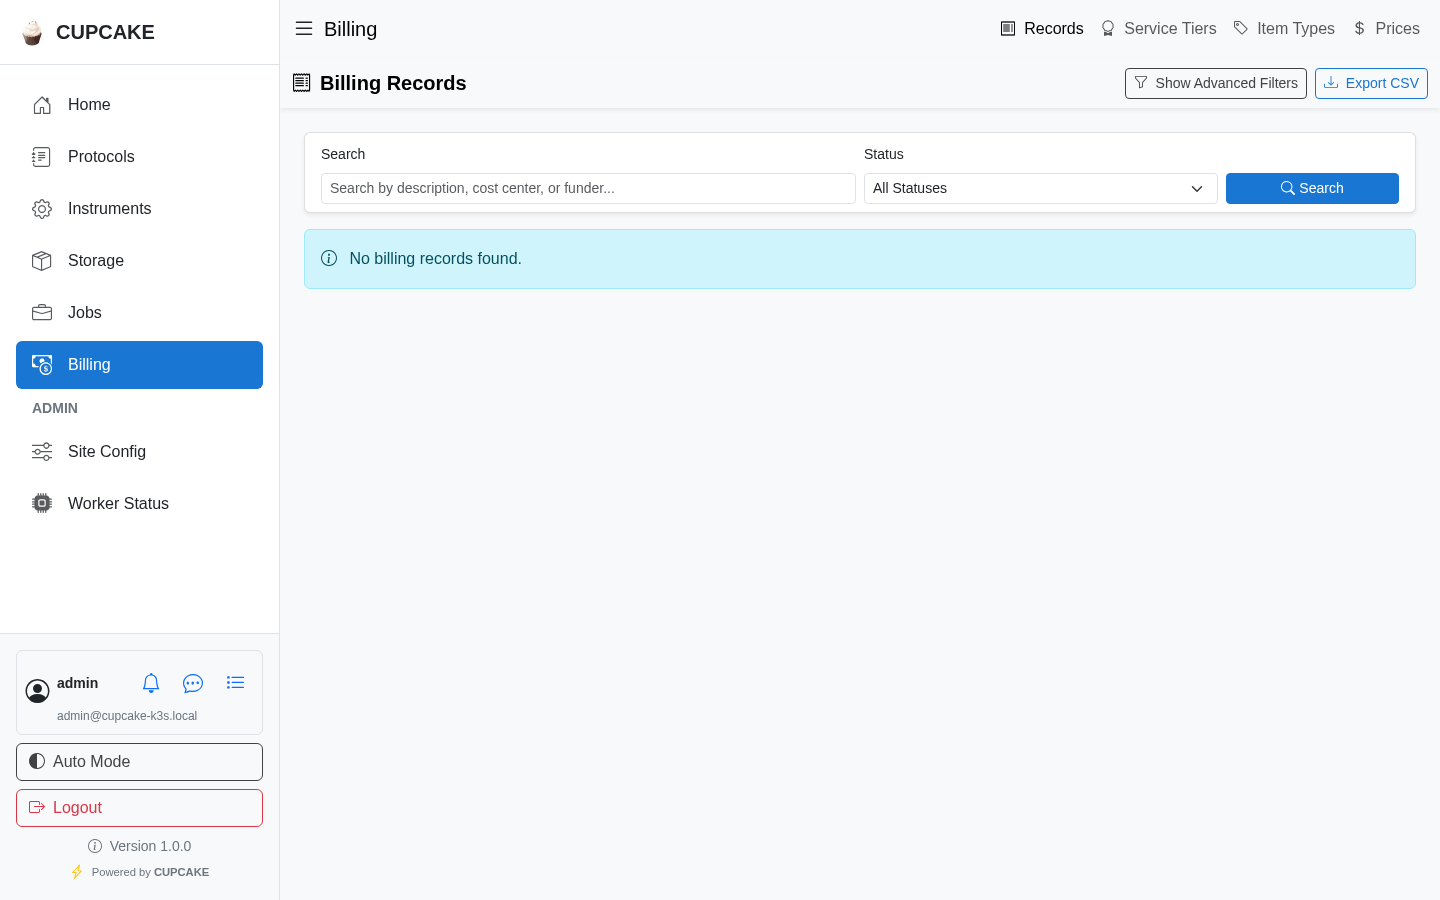 CUPCAKE
Home
Protocols
Instruments
Storage
Jobs
Billing
ADMIN
Site Config
Worker Status
admin
admin@cupcake-k3s.local
Auto Mode
Logout
Version 1.0.0
Powered by CUPCAKE
Billing
Records
Service Tiers
Item Types
Prices
Billing Records
Show Advanced Filters
Export CSV
Search
Status
Search by description, cost center, or funder...
All Statuses
Search
No billing records found.